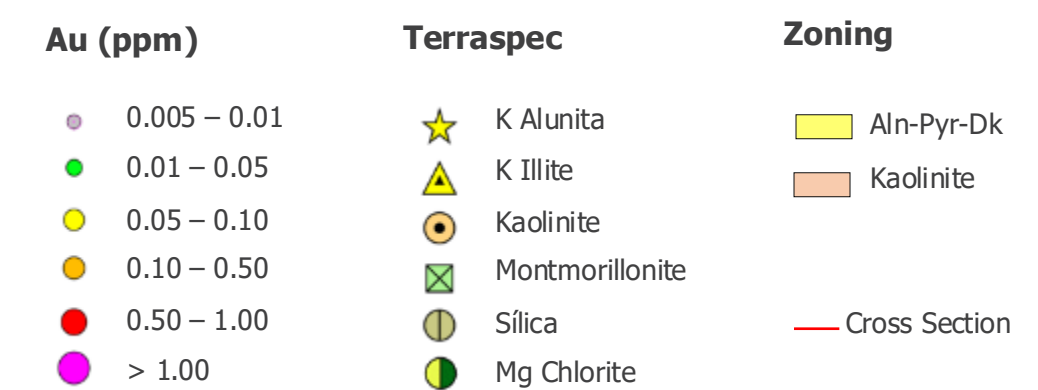 Au (ppm)
0.005 – 0.01
0.01 – 0.05
0.05 – 0.10
0.10 – 0.50
0.50 – 1.00
> 1.00
Terraspec
K Alunita
K Illite
Kaolinite
Montmorillonite
Sílica
Mg Chlorite
Zoning
Aln-Pyr-Dk
Kaolinite
Cross Section